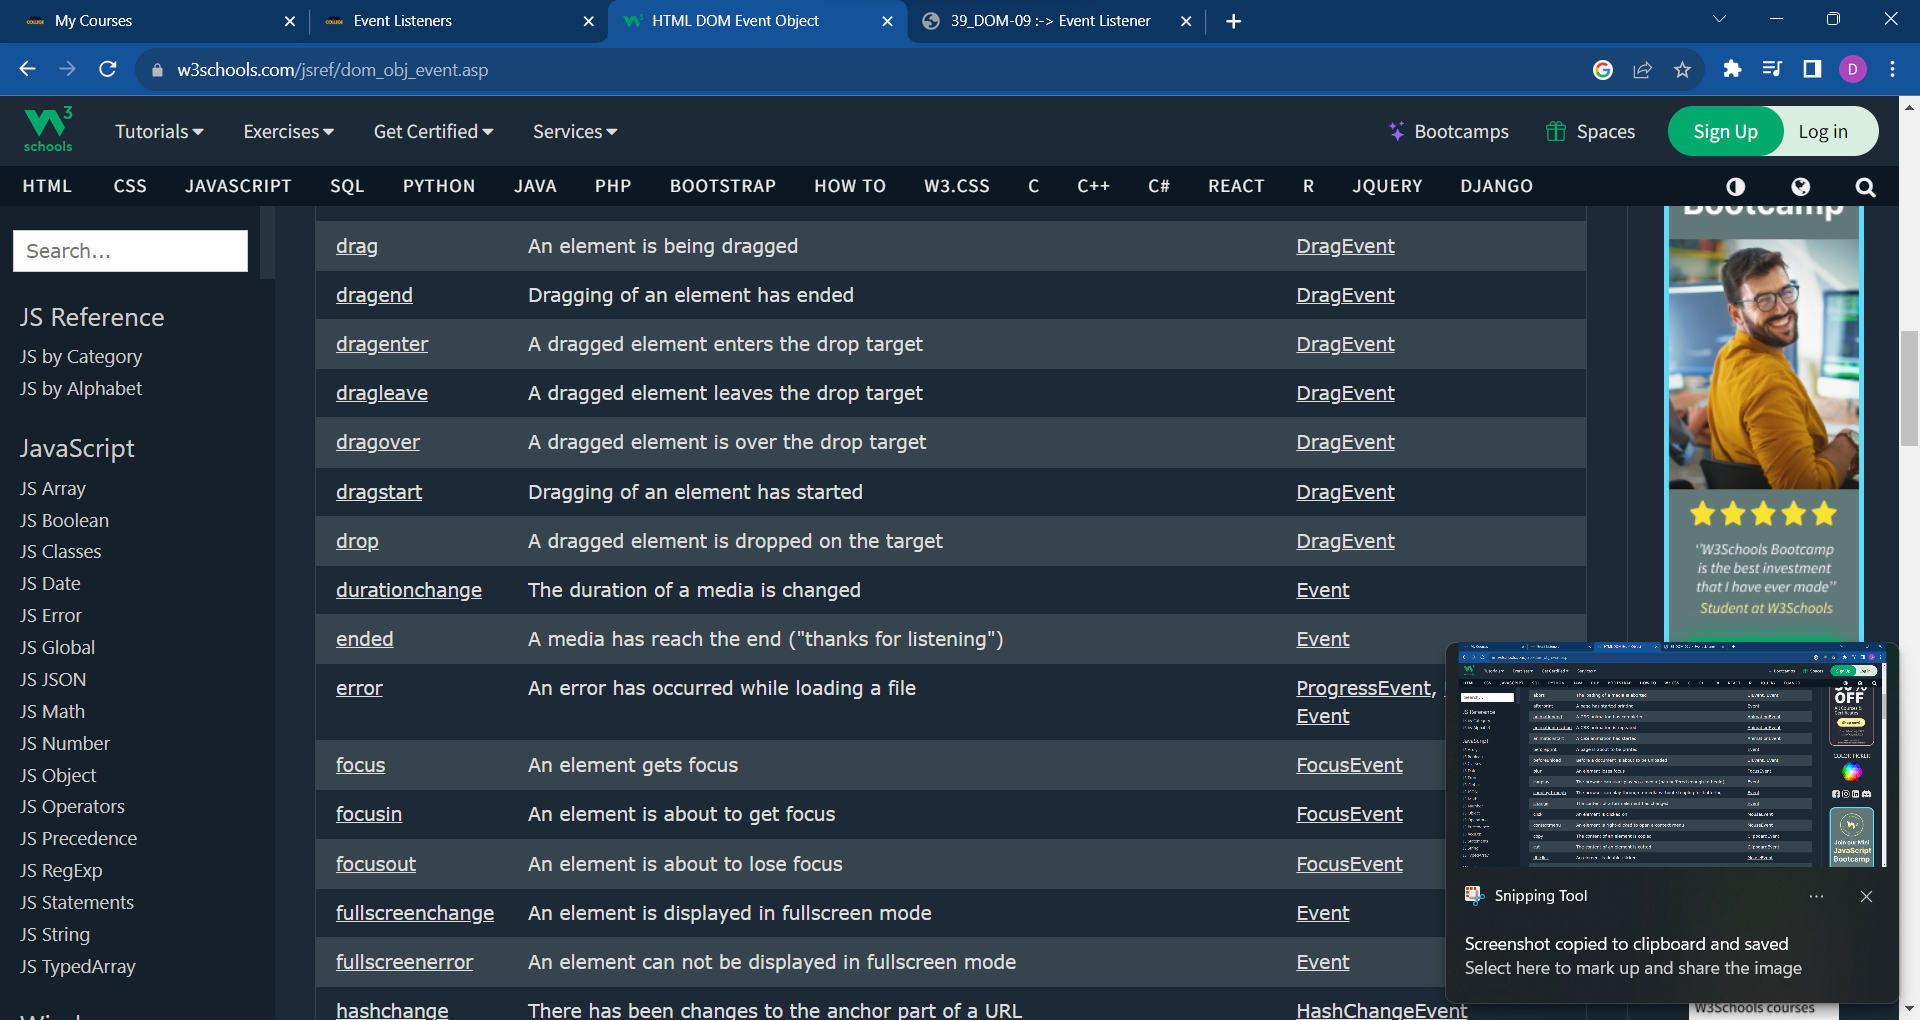 My Courses
Event Listeners
HTML DOM Event Object
39_DOM-09 :-> Event Listener
w3schools.com/jsref/dom_obj_event.asp
D
3
schools
Tutorials
Exercises
Get Certified
Services
Bootcamps
Spaces
Sign Up
Log in
HTML
CSS
JAVASCRIPT
SQL
PYTHON
JAVA
PHP
BOOTSTRAP
HOW TO
W3.CSS
C
C++
C#
REACT
R
JQUERY
DJANGO
Search...
JS Reference
JS by Category
JS by Alphabet
JavaScript
JS Array
JS Boolean
JS Classes
JS Date
JS Error
JS Global
JS JSON
JS Math
JS Number
JS Object
JS Operators
JS Precedence
JS RegExp
JS Statements
JS String
JS TypedArray
drag An element is being dragged DragEvent
dragend Dragging of an element has ended DragEvent
dragenter A dragged element enters the drop target DragEvent
dragleave A dragged element leaves the drop target DragEvent
dragover A dragged element is over the drop target DragEvent
dragstart Dragging of an element has started DragEvent
drop A dragged element is dropped on the target DragEvent
durationchange The duration of a media is changed Event
ended A media has reach the end ("thanks for listening") Event
error An error has occurred while loading a file ProgressEvent,
Event
focus An element gets focus FocusEvent
focusin An element is about to get focus FocusEvent
focusout An element is about to lose focus FocusEvent
fullscreenchange An element is displayed in fullscreen mode Event
fullscreenerror An element can not be displayed in fullscreen mode Event
hashchange There has been changes to the anchor part of a URL HashChangeEvent
Bootcamp
"W3Schools Bootcamp
is the best investment
that I have ever made"
Student at W3Schools
OFF
COLOR PICKER
Join our Mini
JavaScript
Bootcamp
Snipping Tool
Screenshot copied to clipboard and saved
Select here to mark up and share the image
W3Schools courses